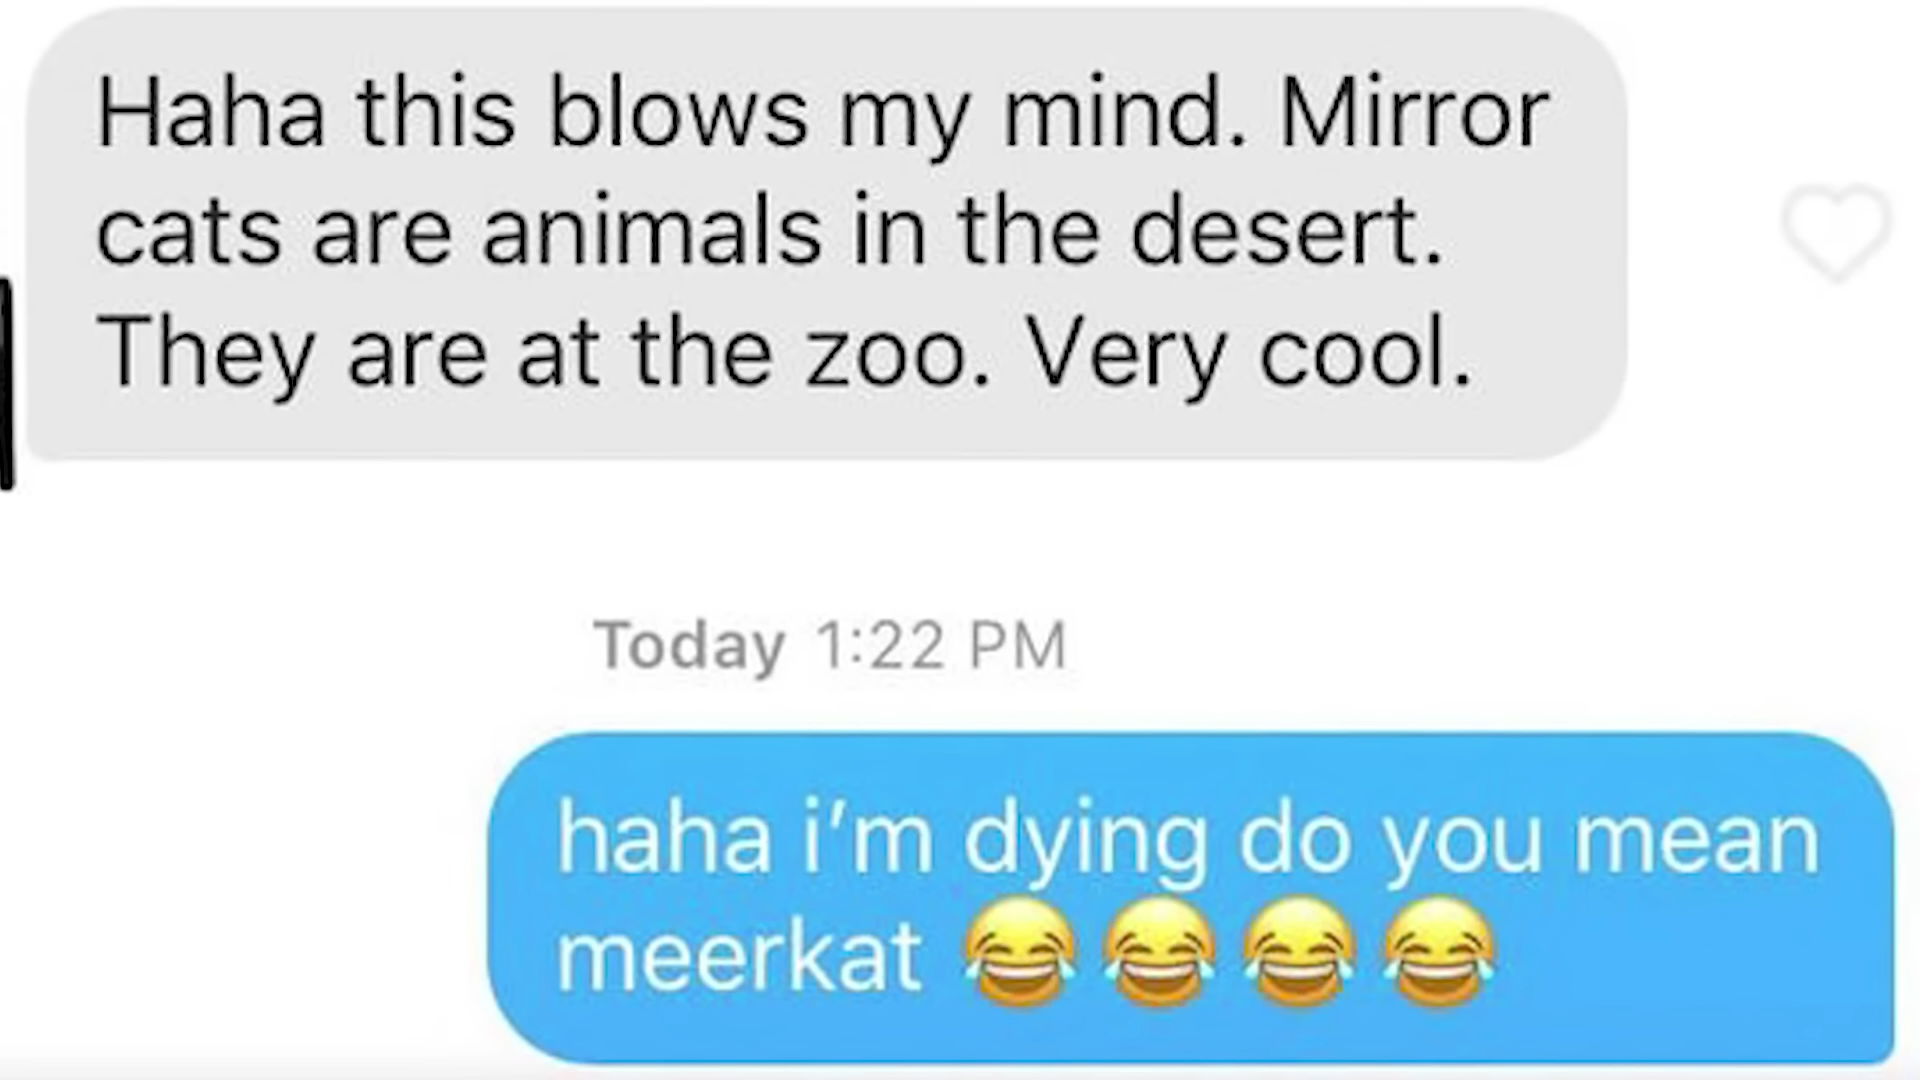 Haha this blows my mind. Mirror
cats are animals in the desert.
They are at the zoo. Very cool.
Today 1:22 PM
haha i’m dying do you mean
meerkat 😂😂😂😂